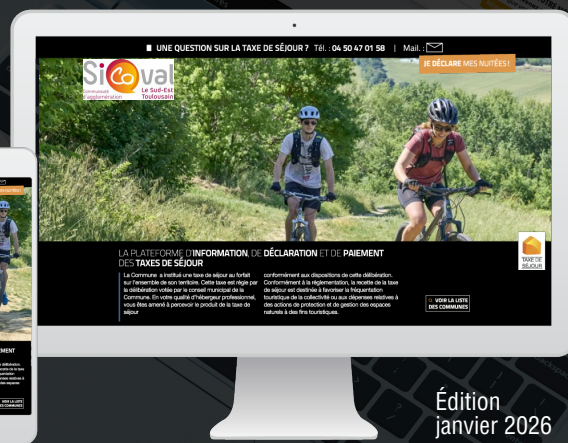 UNE QUESTION SUR LA TAXE DE SÉJOUR ? Tél. : 04 50 47 01 58 | Mail. :
JE DÉCLARE MES NUITÉES !
Sicoval
Communauté
d'agglomération
Le Sud-Est
Toulousain
LA PLATEFORME D'INFORMATION, DE DÉCLARATION ET DE PAIEMENT
DES TAXES DE SÉJOUR
La Commune a institué une taxe de séjour au forfait
sur l'ensemble de son territoire. Cette taxe est régie par
la délibération votée par le conseil municipal de la
Commune. En votre qualité d'hébergeur professionnel,
vous êtes amené à percevoir le produit de la taxe de
séjour
conformément aux dispositions de cette délibération.
Conformément à la réglementation, la recette de la taxe
de séjour est destinée à favoriser la fréquentation
touristique de la collectivité ou aux dépenses relatives à
des actions de protection et de gestion des espaces
naturels à des fins touristiques.
TAXE DE
SÉJOUR
VOIR LA LISTE
DES COMMUNES
Édition
janvier 2026